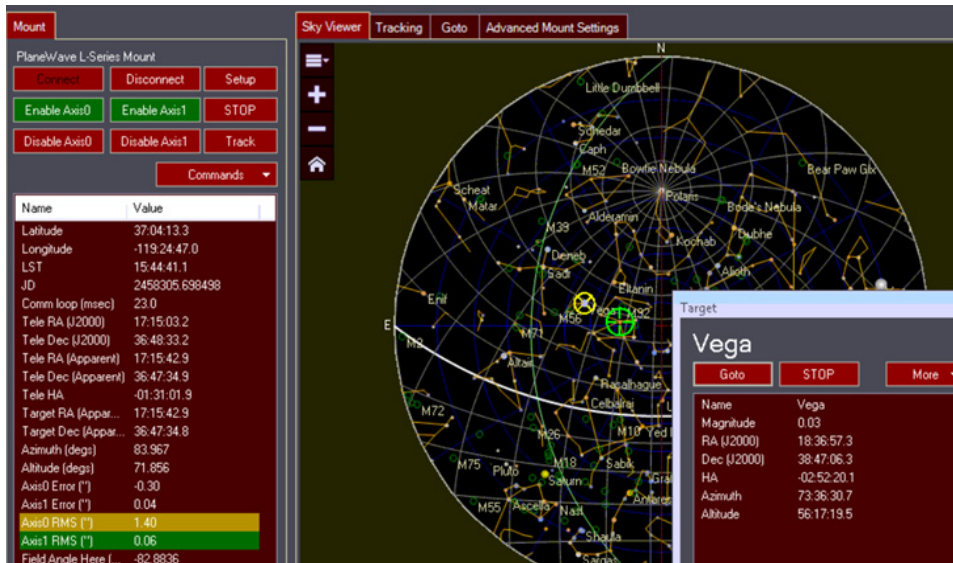 Mount
PlaneWave L-Series Mount
Connect Disconnect Setup
Enable Axis0 Enable Axis1 STOP
Disable Axis0 Disable Axis1 Track
Commands
Name Value
Latitude 37:04:13.3
Longitude -119:24:47.0
LST 15:44:41.1
JD 2458305.698498
Comm loop (msec) 23.0
Tele RA (J2000) 17:15:03.2
Tele Dec (J2000) 36:48:33.2
Tele RA (Apparent) 17:15:42.9
Tele Dec (Apparent) 36:47:34.9
Tele HA -01:31:01.9
Target RA (Appar... 17:15:42.9
Target Dec (Appar... 36:47:34.8
Azimuth (degs) 83.967
Altitude (degs) 71.856
Axis0 Error ('') -0.30
Axis1 Error ('') 0.04
Axis0 RMS ('') 1.40
Axis1 RMS ('') 0.06
Field Angle Here (... -82.8836
Sky Viewer Tracking Goto Advanced Mount Settings
N
Little Dumbbell
Schedar
Caph
M52 Bowtie Nebula
Bear Paw Glx
Scheat
Matar
Polaris
Bode's Nebula
Alderamin
M39
Kochab
Dubhe
Deneb
Sadr
Alioth
Eltanin
Enif
Vega
M92
M56
E
M2
M71
Altair
Rasalhague
Celbalrai
M72
M26
M10 Yed
M75 Pluto M18 Sabik
Saturn
Antares
M55 Ascella Nasl
Shaula
Sargas
Target
Vega
Goto STOP More
Name Vega
Magnitude 0.03
RA (J2000) 18:36:57.3
Dec (J2000) 38:47:06.3
HA -02:52:20.1
Azimuth 73:36:30.7
Altitude 56:17:19.5